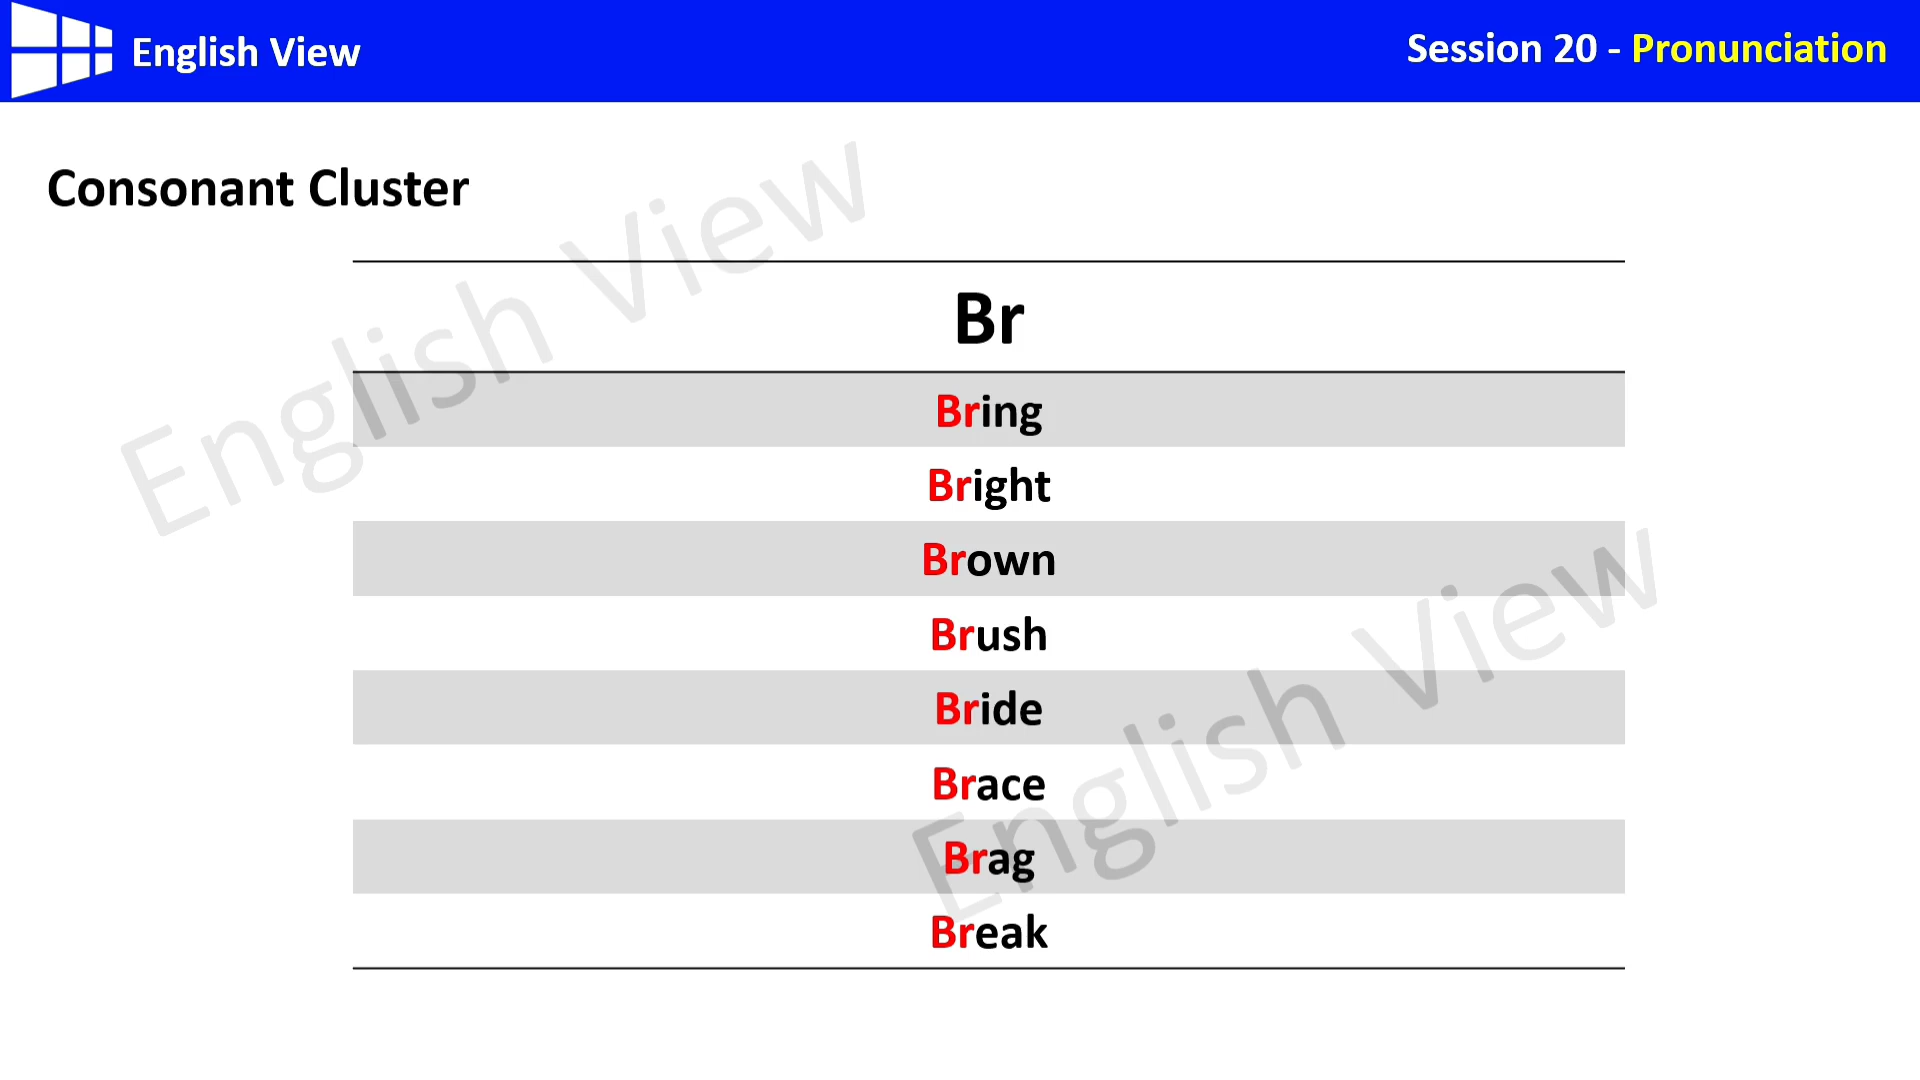 English View
Session 20 - Pronunciation
Consonant Cluster
Br
Bring
Bright
Brown
Brush
Bride
Brace
Brag
Break
English View
English View